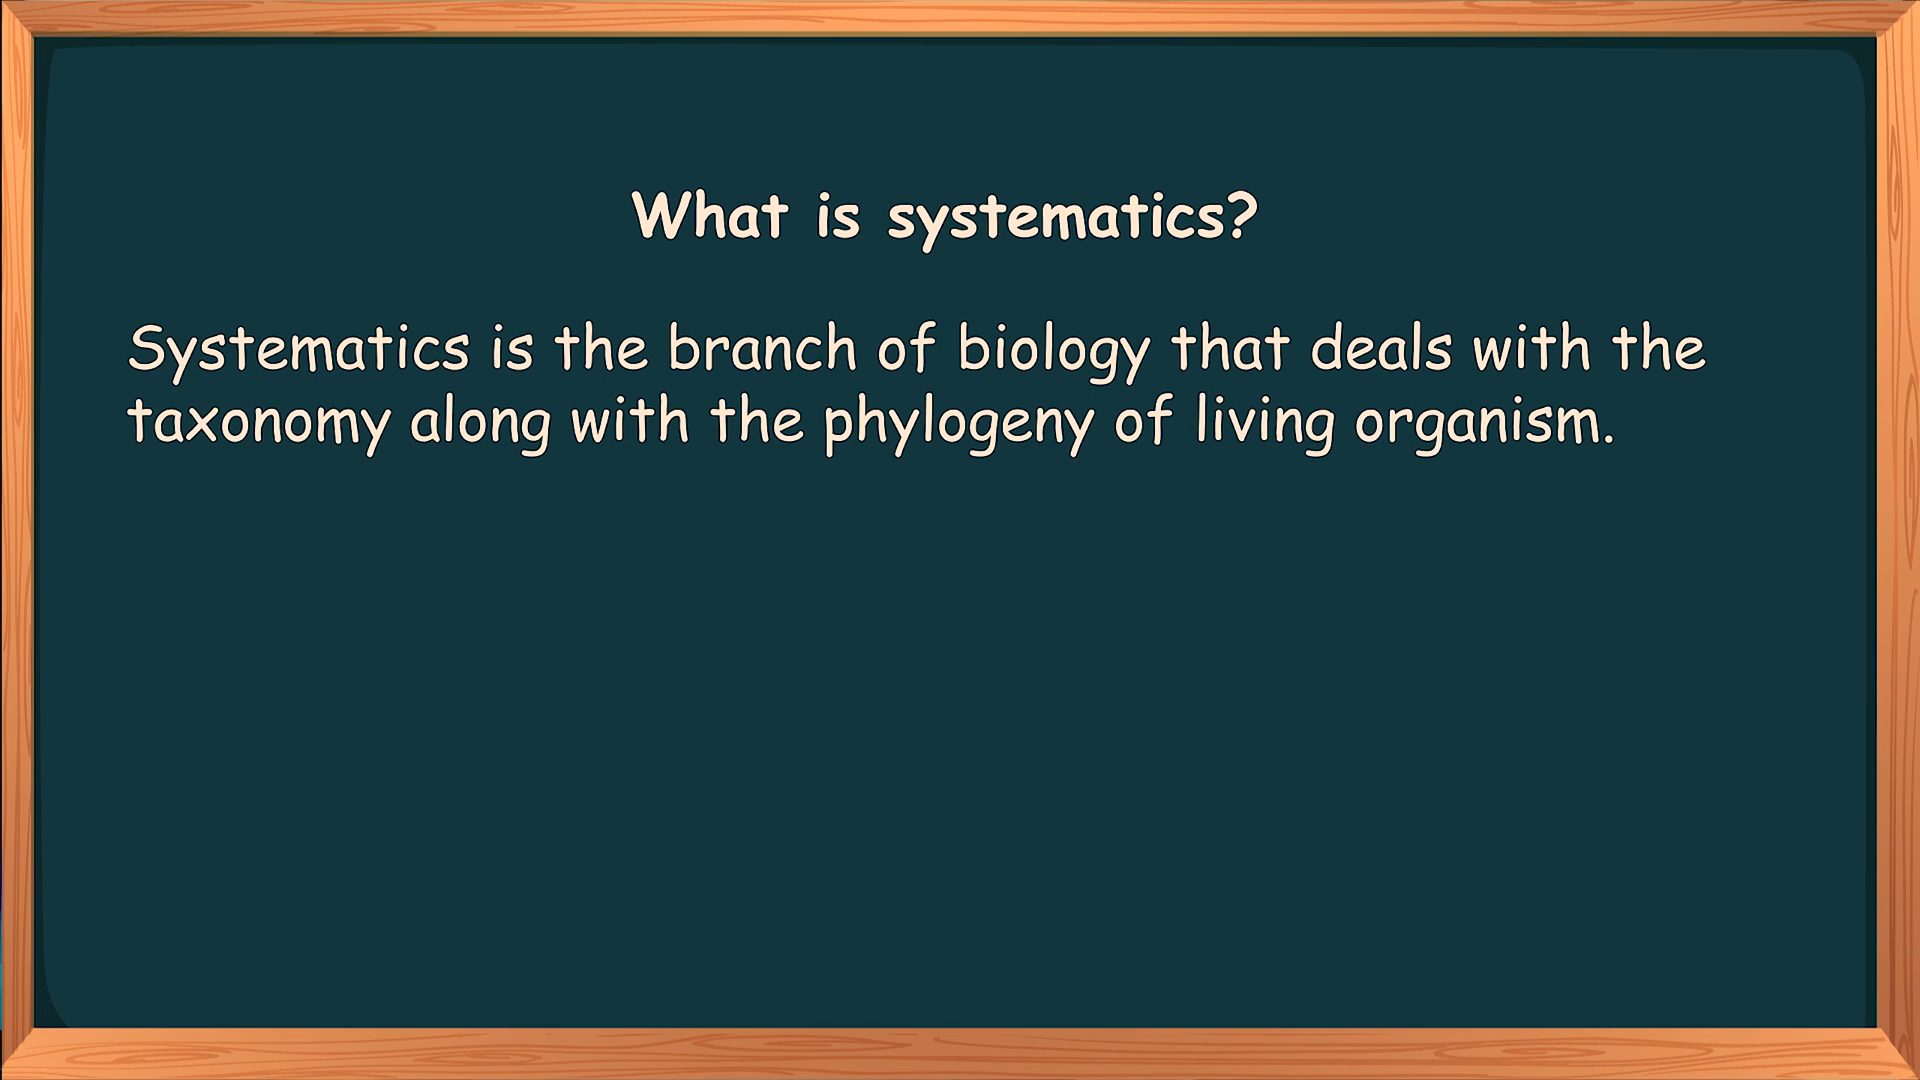 What is systematics?
Systematics is the branch of biology that deals with the
taxonomy along with the phylogeny of living organism.